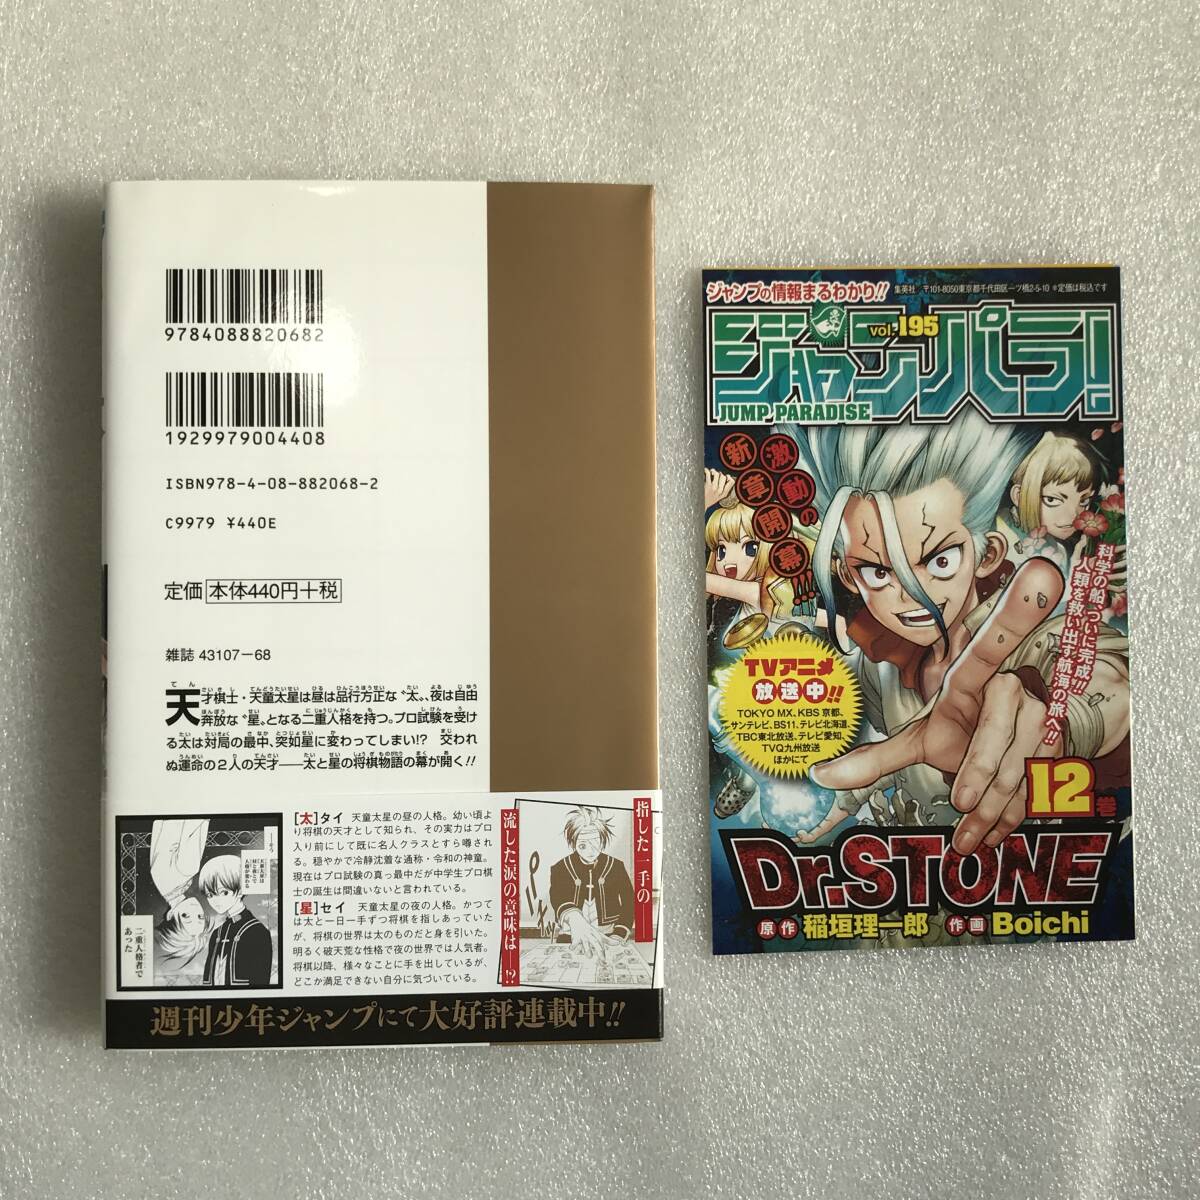 9784088820682
1929979004408
ISBN978-4-08-882068-2
C9979 ¥440E
定価 本体440円+税
雑誌 43107-68
天才棋士・天童太星は昼は品行方正な“太”、夜は自由
奔放な“星”となる二重人格を持つ。プロ試験を受け
る太は対局の最中、突如星に変わってしまい!? 交われ
ぬ運命の2人の天才――太と星の将棋物語の幕が開く!!
[太]タイ 天童太星の昼の人格。幼い頃よ
り将棋の天才として知られ、その実力はプロ
入り前にして既に名人クラスとすら噂され
る。穏やかで冷静沈着な通称・令和の神童。
現在はプロ試験の真っ最中だが中学生プロ棋
士の誕生は間違いないと言われている。
[星]セイ 天童太星の夜の人格。かつて
は太と一日一手ずつ将棋を指しあっていた
が、将棋の世界は太のものだと身を引いた。
明るく破天荒な性格で夜の世界では人気者。
将棋以降、様々なことに手を出しているが、
どこか満足できない自分に気づいている。
二重人格者で
あった
指した一手の――
流した涙の意味は――!?
週刊少年ジャンプにて大好評連載中!!
ジャンプの情報まるわかり!!
集英社 〒101-8050東京都千代田区一ツ橋2-5-10 ※定価は税込です
vol.195
ジャンパラ!
JUMP PARADISE
激動の
新章開幕!!!
科学の船、ついに完成!!
人類を救い出す航海の旅へ!!
TVアニメ
放送中!!
TOKYO MX、KBS京都、
サンテレビ、BS11、テレビ北海道、
TBC東北放送、テレビ愛知、
TVQ九州放送
ほかにて
12巻
Dr.STONE
原作 稲垣理一郎 作画 Boichi